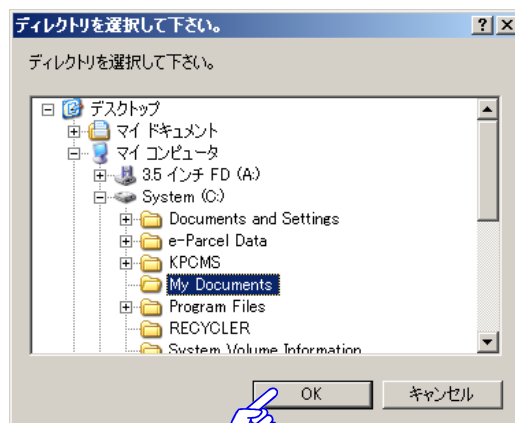 ディレクトリを選択して下さい。
ディレクトリを選択して下さい。
デスクトップ
マイ ドキュメント
マイ コンピュータ
3.5 インチ FD (A:)
System (C:)
Documents and Settings
e-Parcel Data
KPCMS
My Documents
Program Files
RECYCLER
System Volume Information
OK
キャンセル